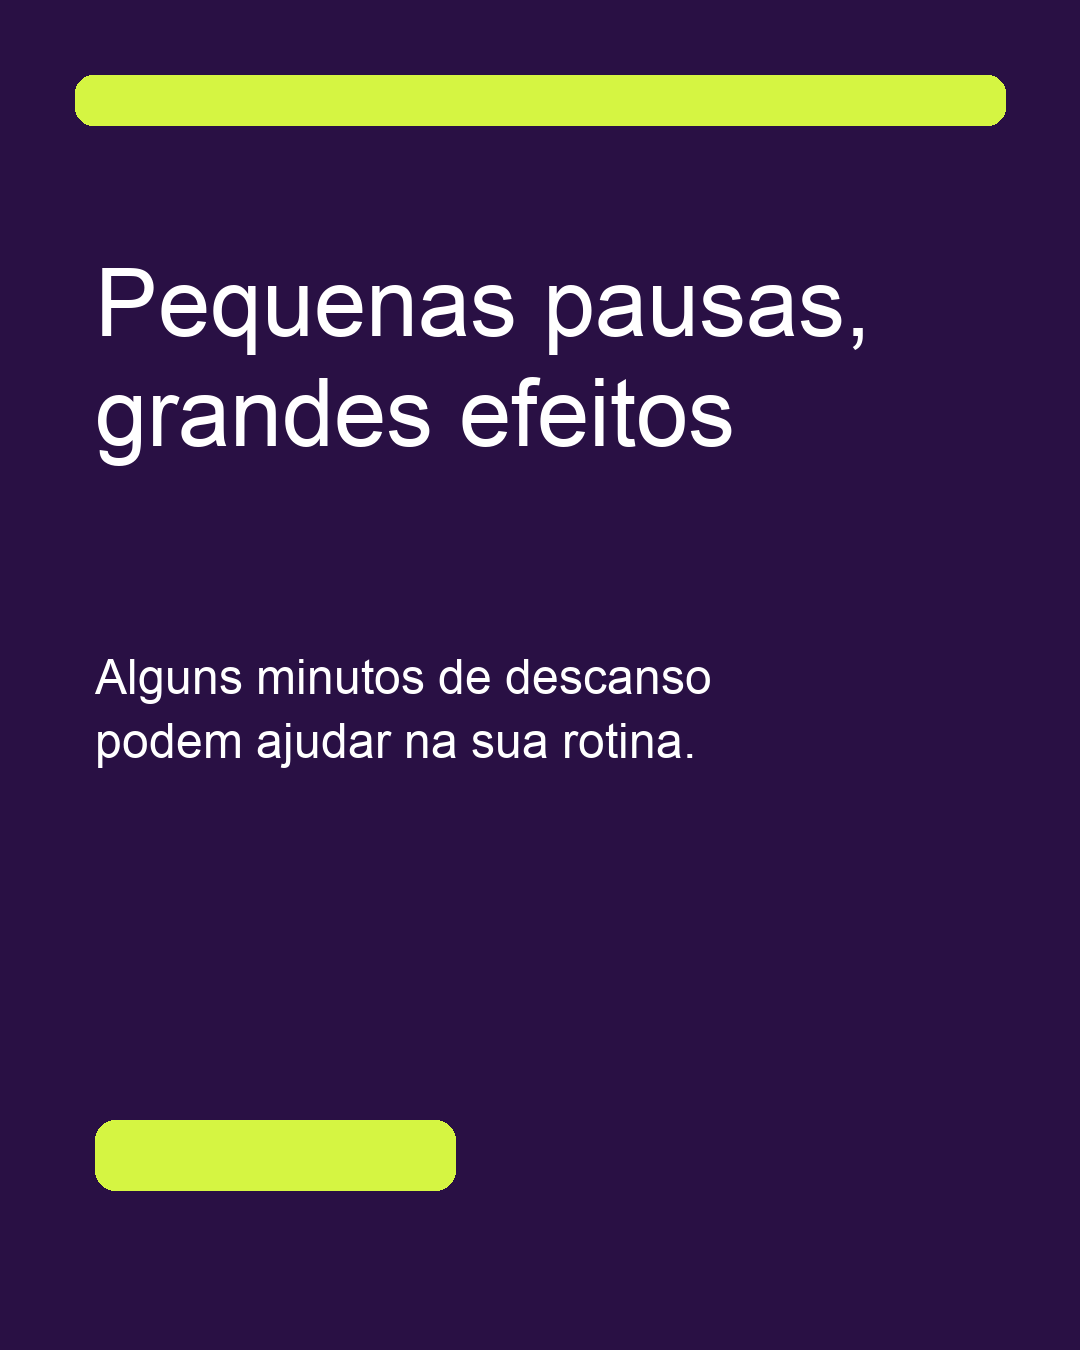 Pequenas pausas,
grandes efeitos
Alguns minutos de descanso
podem ajudar na sua rotina.